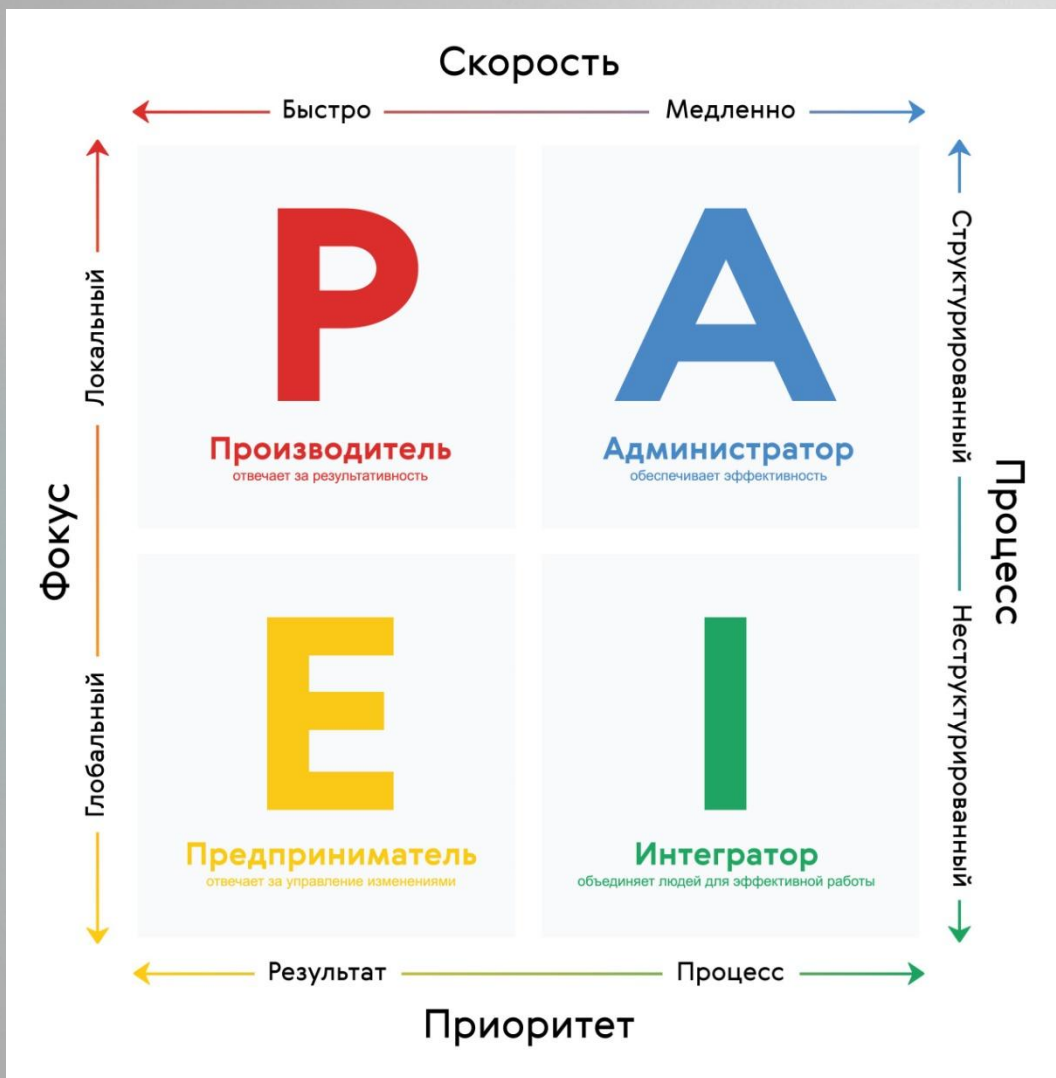 Скорость
Быстро
Медленно
Фокус
Локальный
Глобальный
P
Производитель
отвечает за результативность
A
Администратор
обеспечивает эффективность
Процесс
Структурированный
Неструктурированный
E
Предприниматель
отвечает за управление изменениями
I
Интегратор
объединяет людей для эффективной работы
Результат
Процесс
Приоритет